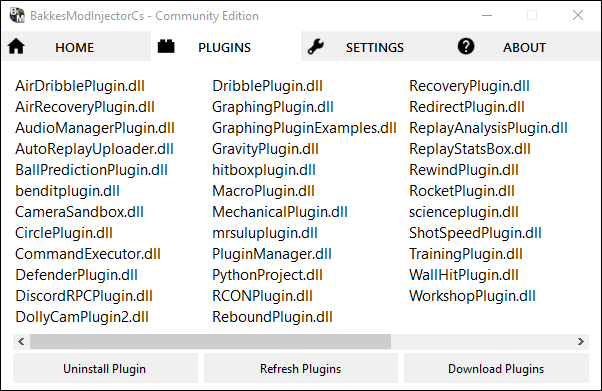 BakkesModInjectorCs - Community Edition
HOME
PLUGINS
SETTINGS
ABOUT
AirDribblePlugin.dll
AirRecoveryPlugin.dll
AudioManagerPlugin.dll
AutoReplayUploader.dll
BallPredictionPlugin.dll
benditplugin.dll
CameraSandbox.dll
CirclePlugin.dll
CommandExecutor.dll
DefenderPlugin.dll
DiscordRPCPlugin.dll
DollyCamPlugin2.dll
DribblePlugin.dll
GraphingPlugin.dll
GraphingPluginExamples.dll
GravityPlugin.dll
hitboxplugin.dll
MacroPlugin.dll
MechanicalPlugin.dll
mrsuluplugin.dll
PluginManager.dll
PythonProject.dll
RCONPlugin.dll
ReboundPlugin.dll
RecoveryPlugin.dll
RedirectPlugin.dll
ReplayAnalysisPlugin.dll
ReplayStatsBox.dll
RewindPlugin.dll
RocketPlugin.dll
scienceplugin.dll
ShotSpeedPlugin.dll
TrainingPlugin.dll
WallHitPlugin.dll
WorkshopPlugin.dll
Uninstall Plugin
Refresh Plugins
Download Plugins